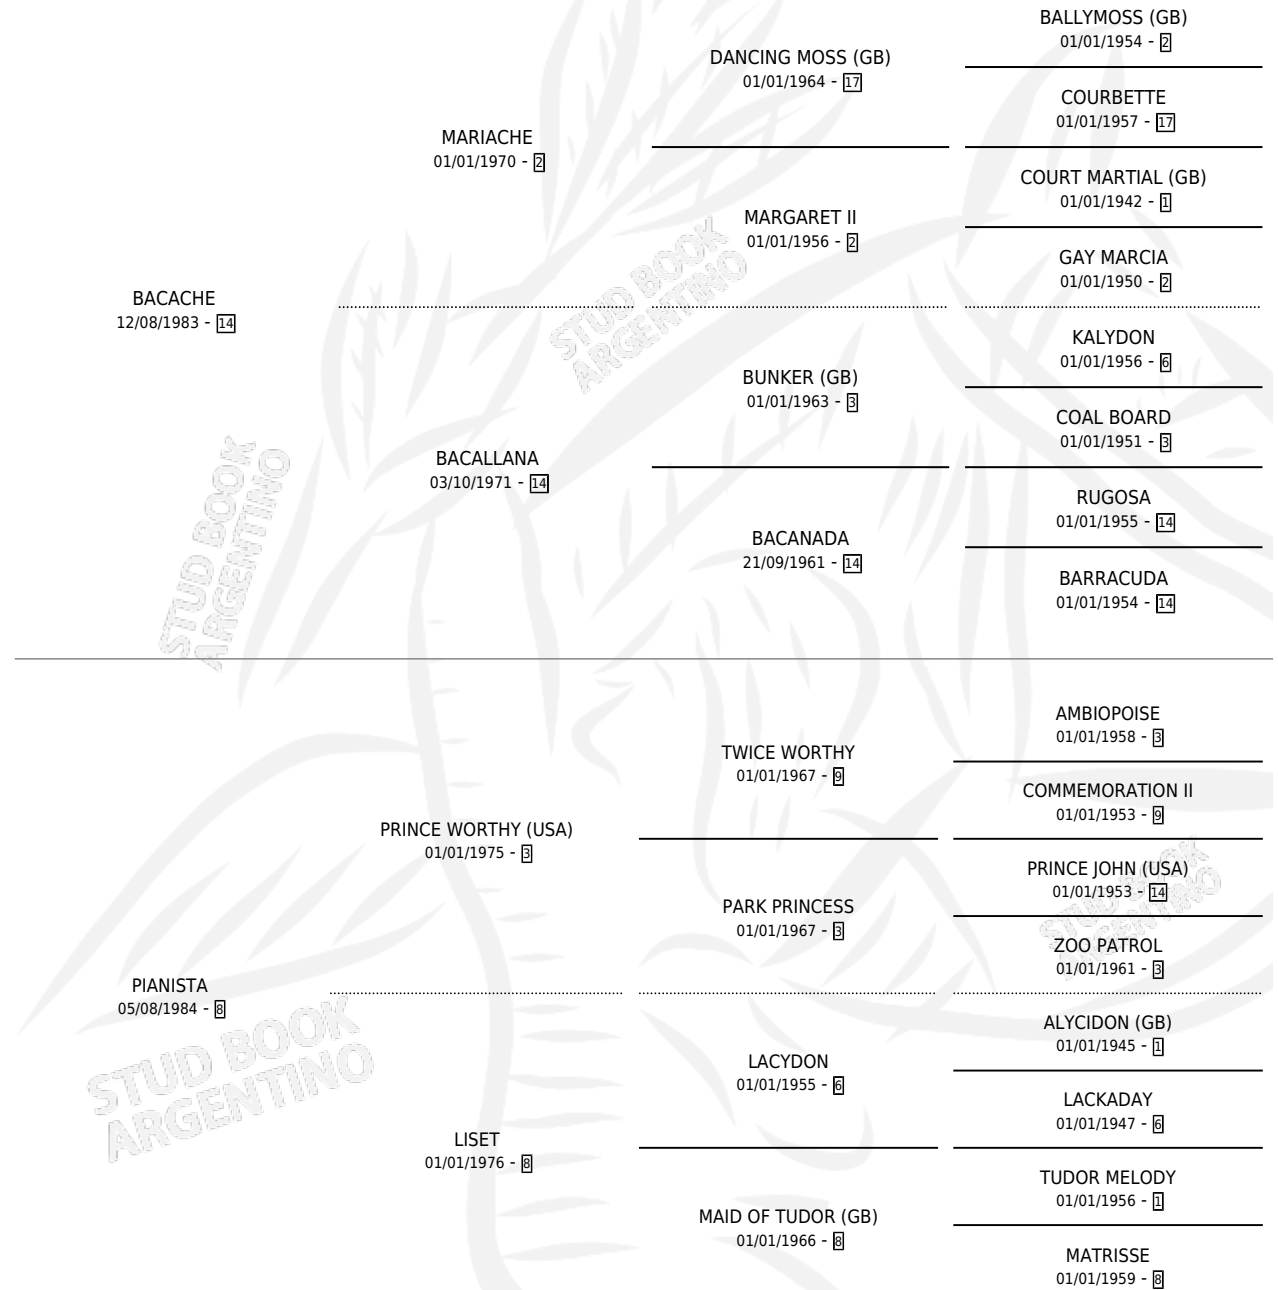 BALLYMOSS (GB)
01/01/1954 - 2
DANCING MOSS (GB)
01/01/1964 - 17
COURBETTE
01/01/1957 - 17
MARIACHE
01/01/1970 - 2
COURT MARTIAL (GB)
01/01/1942 - 1
MARGARET II
01/01/1956 - 2
GAY MARCIA
01/01/1950 - 2
BACACHE
12/08/1983 - 14
KALYDON
01/01/1956 - 6
BUNKER (GB)
01/01/1963 - 3
COAL BOARD
01/01/1951 - 3
BACALLANA
03/10/1971 - 14
RUGOSA
01/01/1955 - 14
BACANADA
21/09/1961 - 14
BARRACUDA
01/01/1954 - 14
STUD BOOK
ARGENTINO
STUD BOOK
ARGENTINO
AMBIOPOISE
01/01/1958 - 3
TWICE WORTHY
01/01/1967 - 9
COMMEMORATION II
01/01/1953 - 9
PRINCE WORTHY (USA)
01/01/1975 - 3
PRINCE JOHN (USA)
01/01/1953 - 14
PARK PRINCESS
01/01/1967 - 3
ZOO PATROL
01/01/1961 - 3
PIANISTA
05/08/1984 - 8
ALYCIDON (GB)
01/01/1945 - 1
LACYDON
01/01/1955 - 6
LACKADAY
01/01/1947 - 6
LISET
01/01/1976 - 8
TUDOR MELODY
01/01/1956 - 1
MAID OF TUDOR (GB)
01/01/1966 - 8
MATRISSE
01/01/1959 - 8
STUD BOOK
ARGENTINO
STUD BOOK
ARGENTINO